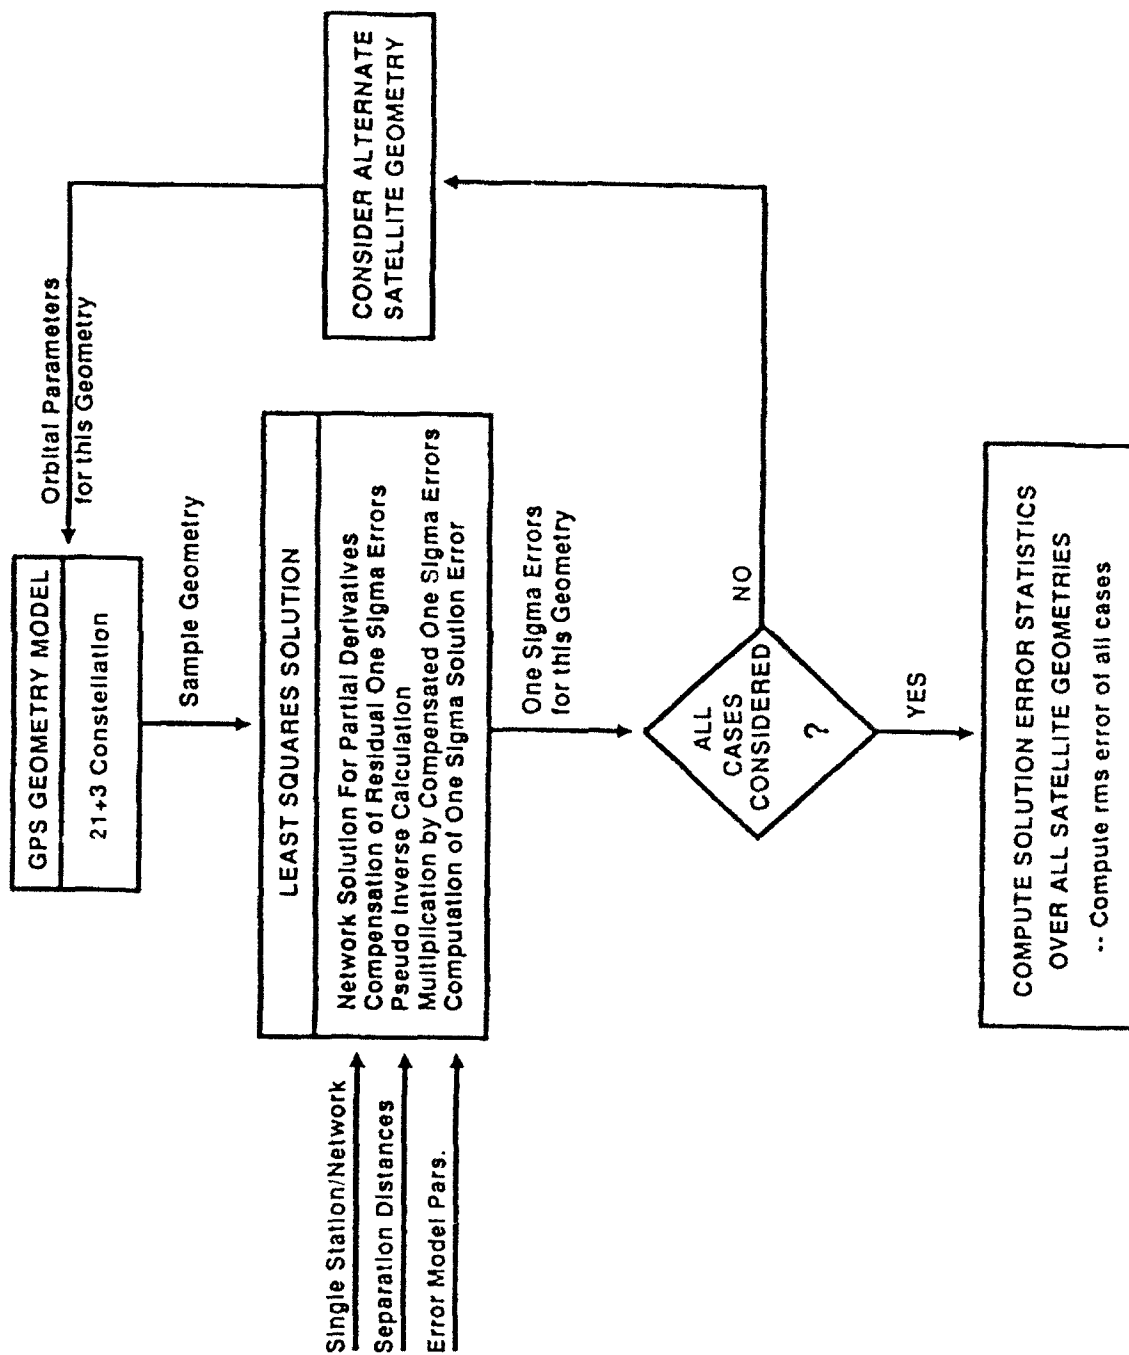 GPS GEOMETRY MODEL
21+3 Constellation
Orbital Parameters
for this Geometry
Sample Geometry
CONSIDER ALTERNATE
SATELLITE GEOMETRY
Single Station/Network
Separation Distances
Error Model Pars.
LEAST SQUARES SOLUTION
Network Solution For Partial Derivatives
Compensation of Residual One Sigma Errors
Pseudo Inverse Calculation
Multiplication by Compensated One Sigma Errors
Computation of One Sigma Solution Error
One Sigma Errors
for this Geometry
ALL
CASES
CONSIDERED
?
NO
YES
COMPUTE SOLUTION ERROR STATISTICS
OVER ALL SATELLITE GEOMETRIES
-- Compute rms error of all cases